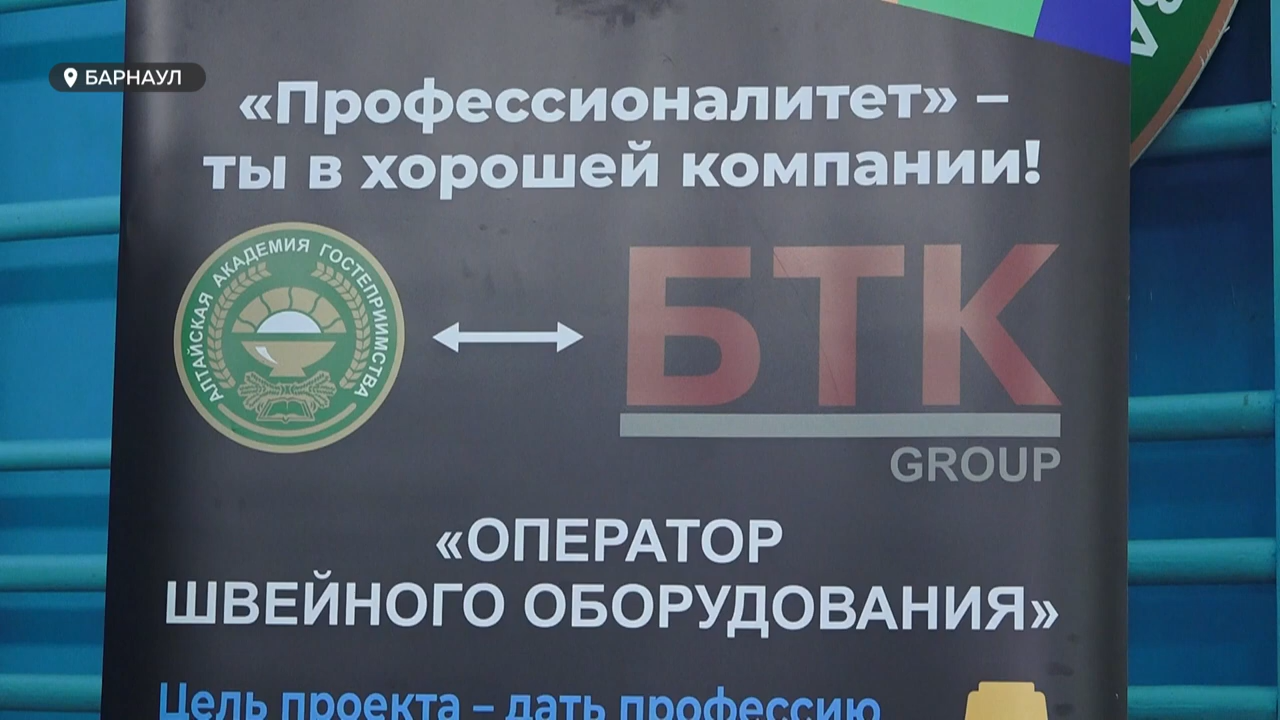 БАРНАУЛ
«Профессионалитет» –
ты в хорошей компании!
АЛТАЙСКАЯ АКАДЕМИЯ ГОСТЕПРИИМСТВА
БТК
GROUP
«ОПЕРАТОР
ШВЕЙНОГО ОБОРУДОВАНИЯ»
Цель проекта – дать профессию